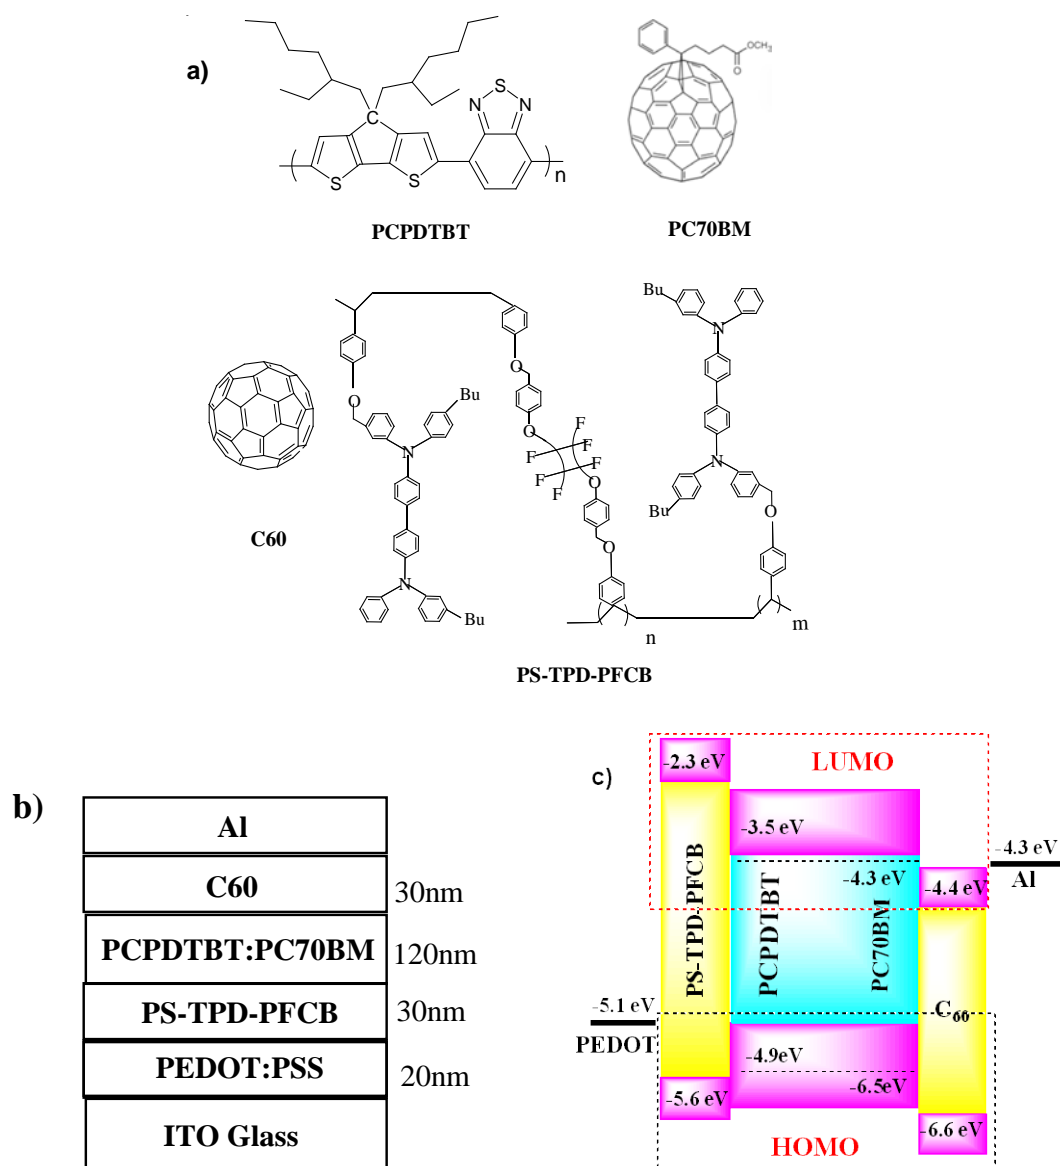 a)
C
S
S
N
S
N
n
PCPDTBT
OCH3
O
PC70BM
C60
O
Bu
N
N
Bu
O
O
F
F
F
F
F
F
O
O
n
Bu
N
N
Bu
O
m
PS-TPD-PFCB
b)
Al
C60
30nm
PCPDTBT:PC70BM
120nm
PS-TPD-PFCB
30nm
PEDOT:PSS
20nm
ITO Glass
c)
LUMO
-2.3 eV
-3.5 eV
-4.3 eV
-4.4 eV
-4.3 eV
Al
PS-TPD-PFCB
PCPDTBT
PC70BM
C60
-5.1 eV
PEDOT
-4.9eV
-6.5eV
-5.6 eV
-6.6 eV
HOMO